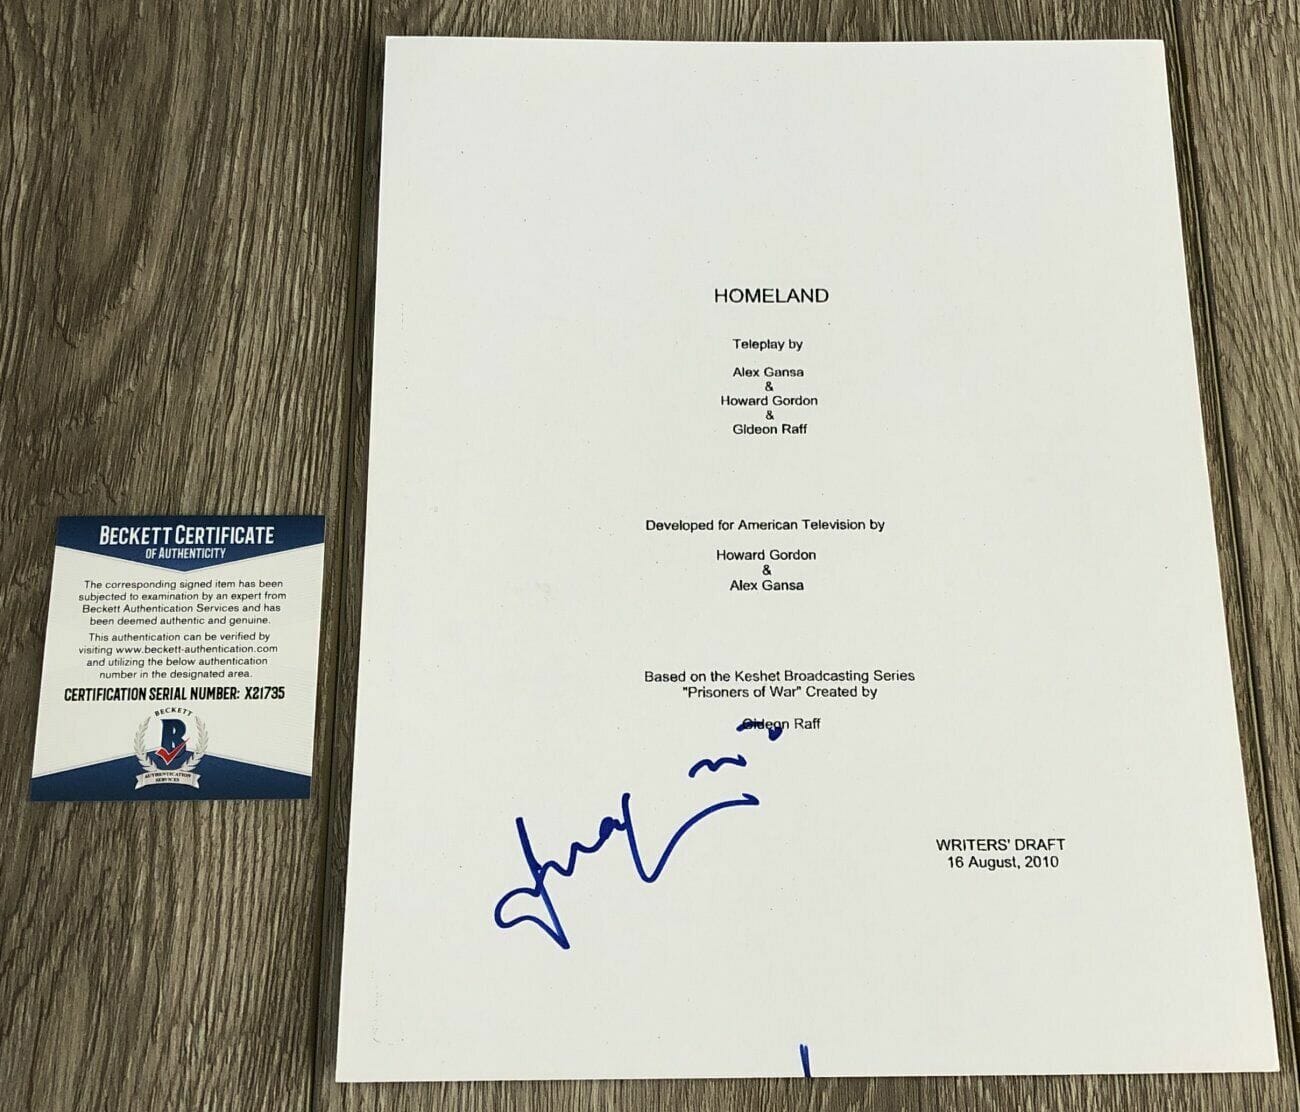 HOMELAND
Teleplay by
Alex Gansa
&
Howard Gordon
&
Gideon Raff
Developed for American Television by
Howard Gordon
&
Alex Gansa
Based on the Keshet Broadcasting Series
"Prisoners of War" Created by
Gideon Raff
WRITERS' DRAFT
16 August, 2010
BECKETT CERTIFICATE
OF AUTHENTICITY
The corresponding signed item has been
subjected to examination by an expert from
Beckett Authentication Services and has
been deemed authentic and genuine.
This authentication can be verified by
visiting www.beckett-authentication.com
and utilizing the below authentication
number in the designated area.
CERTIFICATION SERIAL NUMBER: X21735
BECKETT
B
AUTHENTICATION
SERVICES